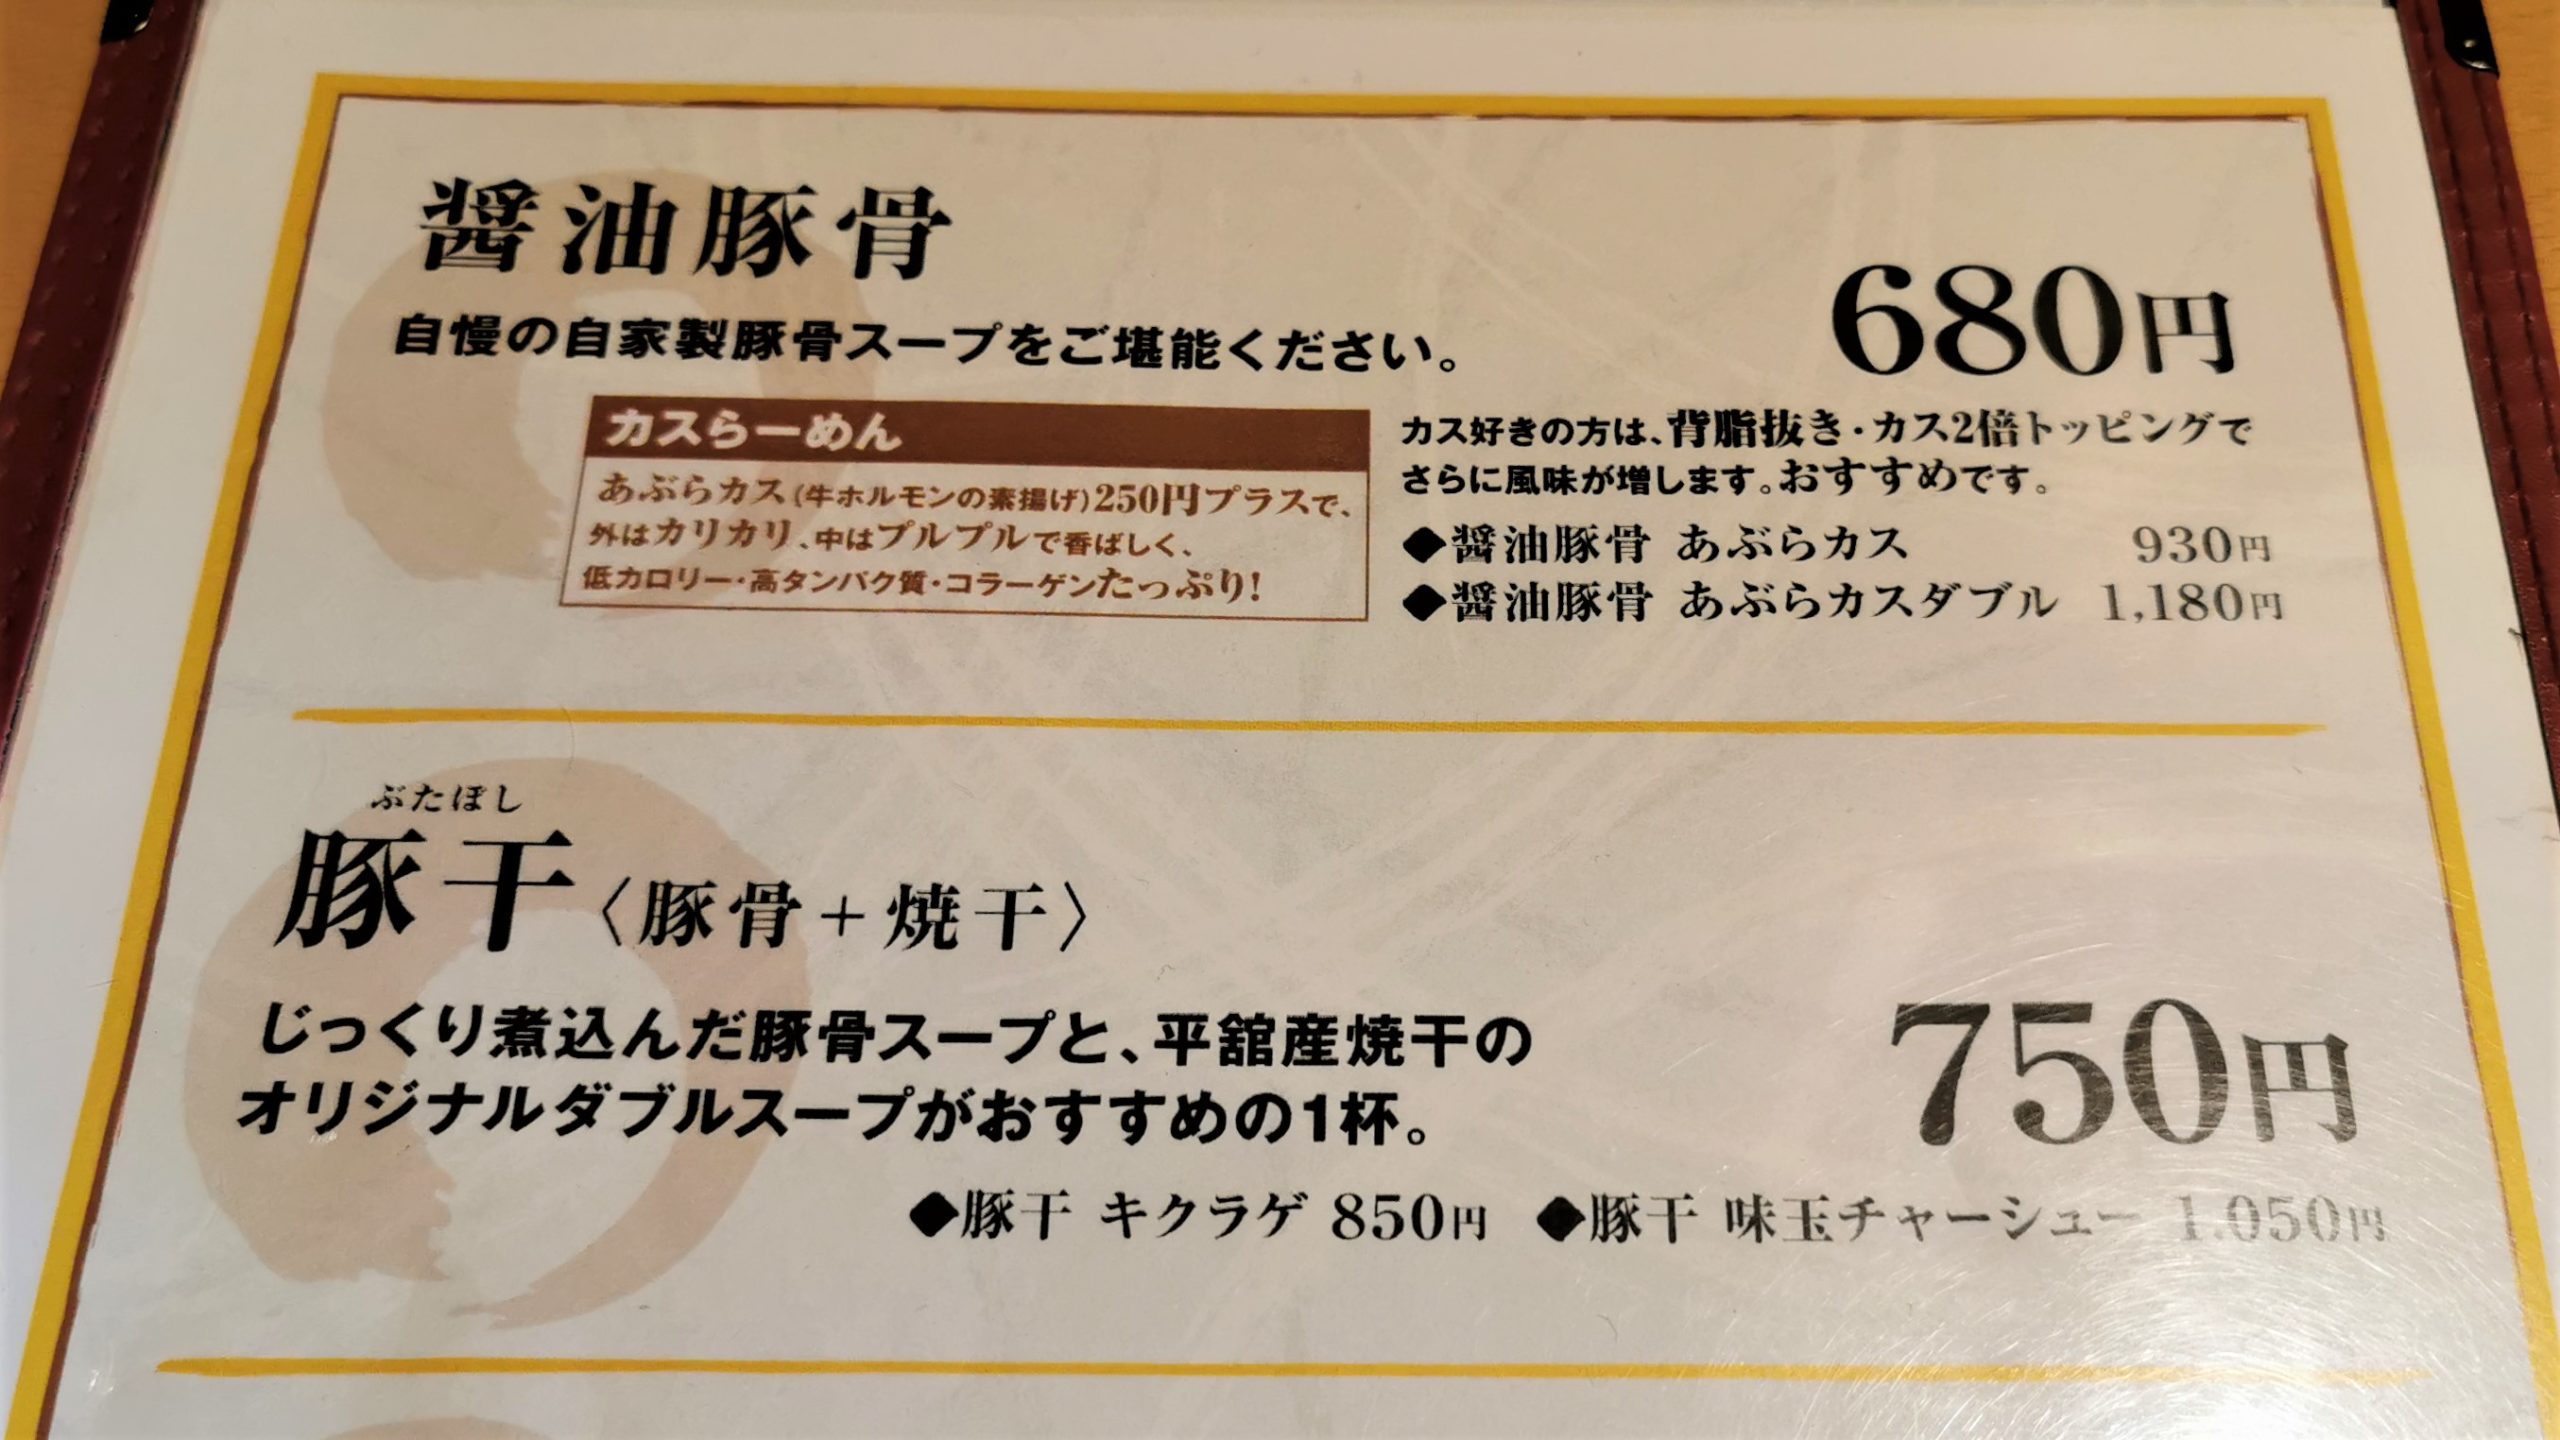 醤油豚骨
680円
自慢の自家製豚骨スープをご堪能ください。
カスらーめん
あぶらカス(牛ホルモンの素揚げ)250円プラスで、
外はカリカリ、中はプルプルで香ばしく、
低カロリー・高タンパク質・コラーゲンたっぷり!
カス好きの方は、背脂抜き・カス2倍トッピングで
さらに風味が増します。おすすめです。
◆醤油豚骨 あぶらカス 930円
◆醤油豚骨 あぶらカスダブル 1,180円
ぶたぼし
豚干〈豚骨+焼干〉
じっくり煮込んだ豚骨スープと、平舘産焼干の
オリジナルダブルスープがおすすめの1杯。
750円
◆豚干 キクラゲ 850円 ◆豚干 味玉チャーシュー 1,050円